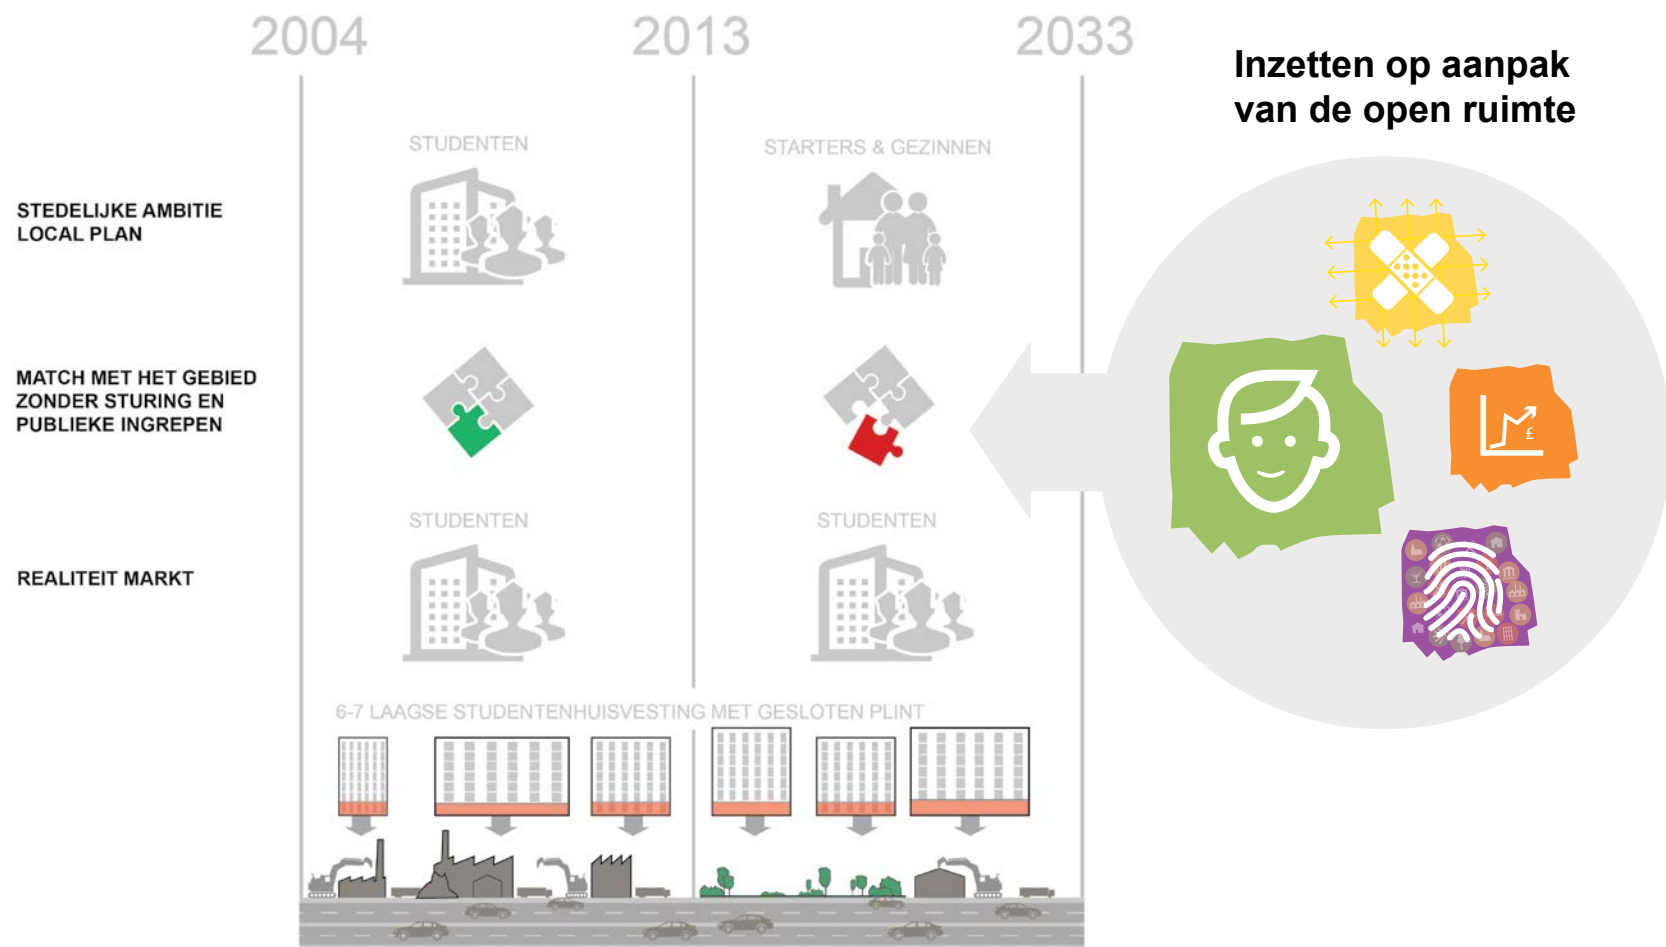 2004
2013
2033
Inzetten op aanpak
van de open ruimte
STUDENTEN
STARTERS & GEZINNEN
STEDELIJKE AMBITIE
LOCAL PLAN
MATCH MET HET GEBIED
ZONDER STURING EN
PUBLIEKE INGREPEN
£
STUDENTEN
STUDENTEN
REALITEIT MARKT
6-7 LAAGSE STUDENTENHUISVESTING MET GESLOTEN PLINT